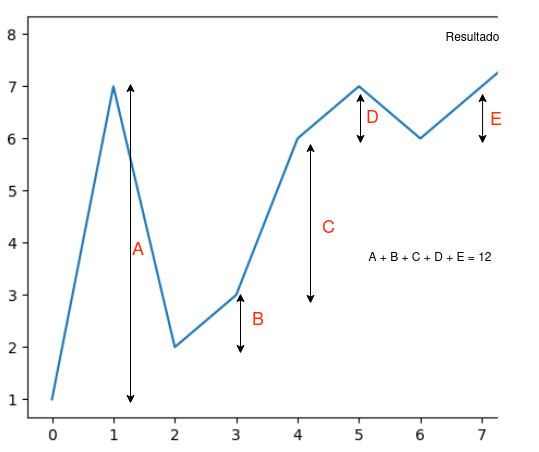 8
Resultado
7
D
E
6
A
5
C
4
A + B + C + D + E = 12
3
B
2
1
0 1 2 3 4 5 6 7